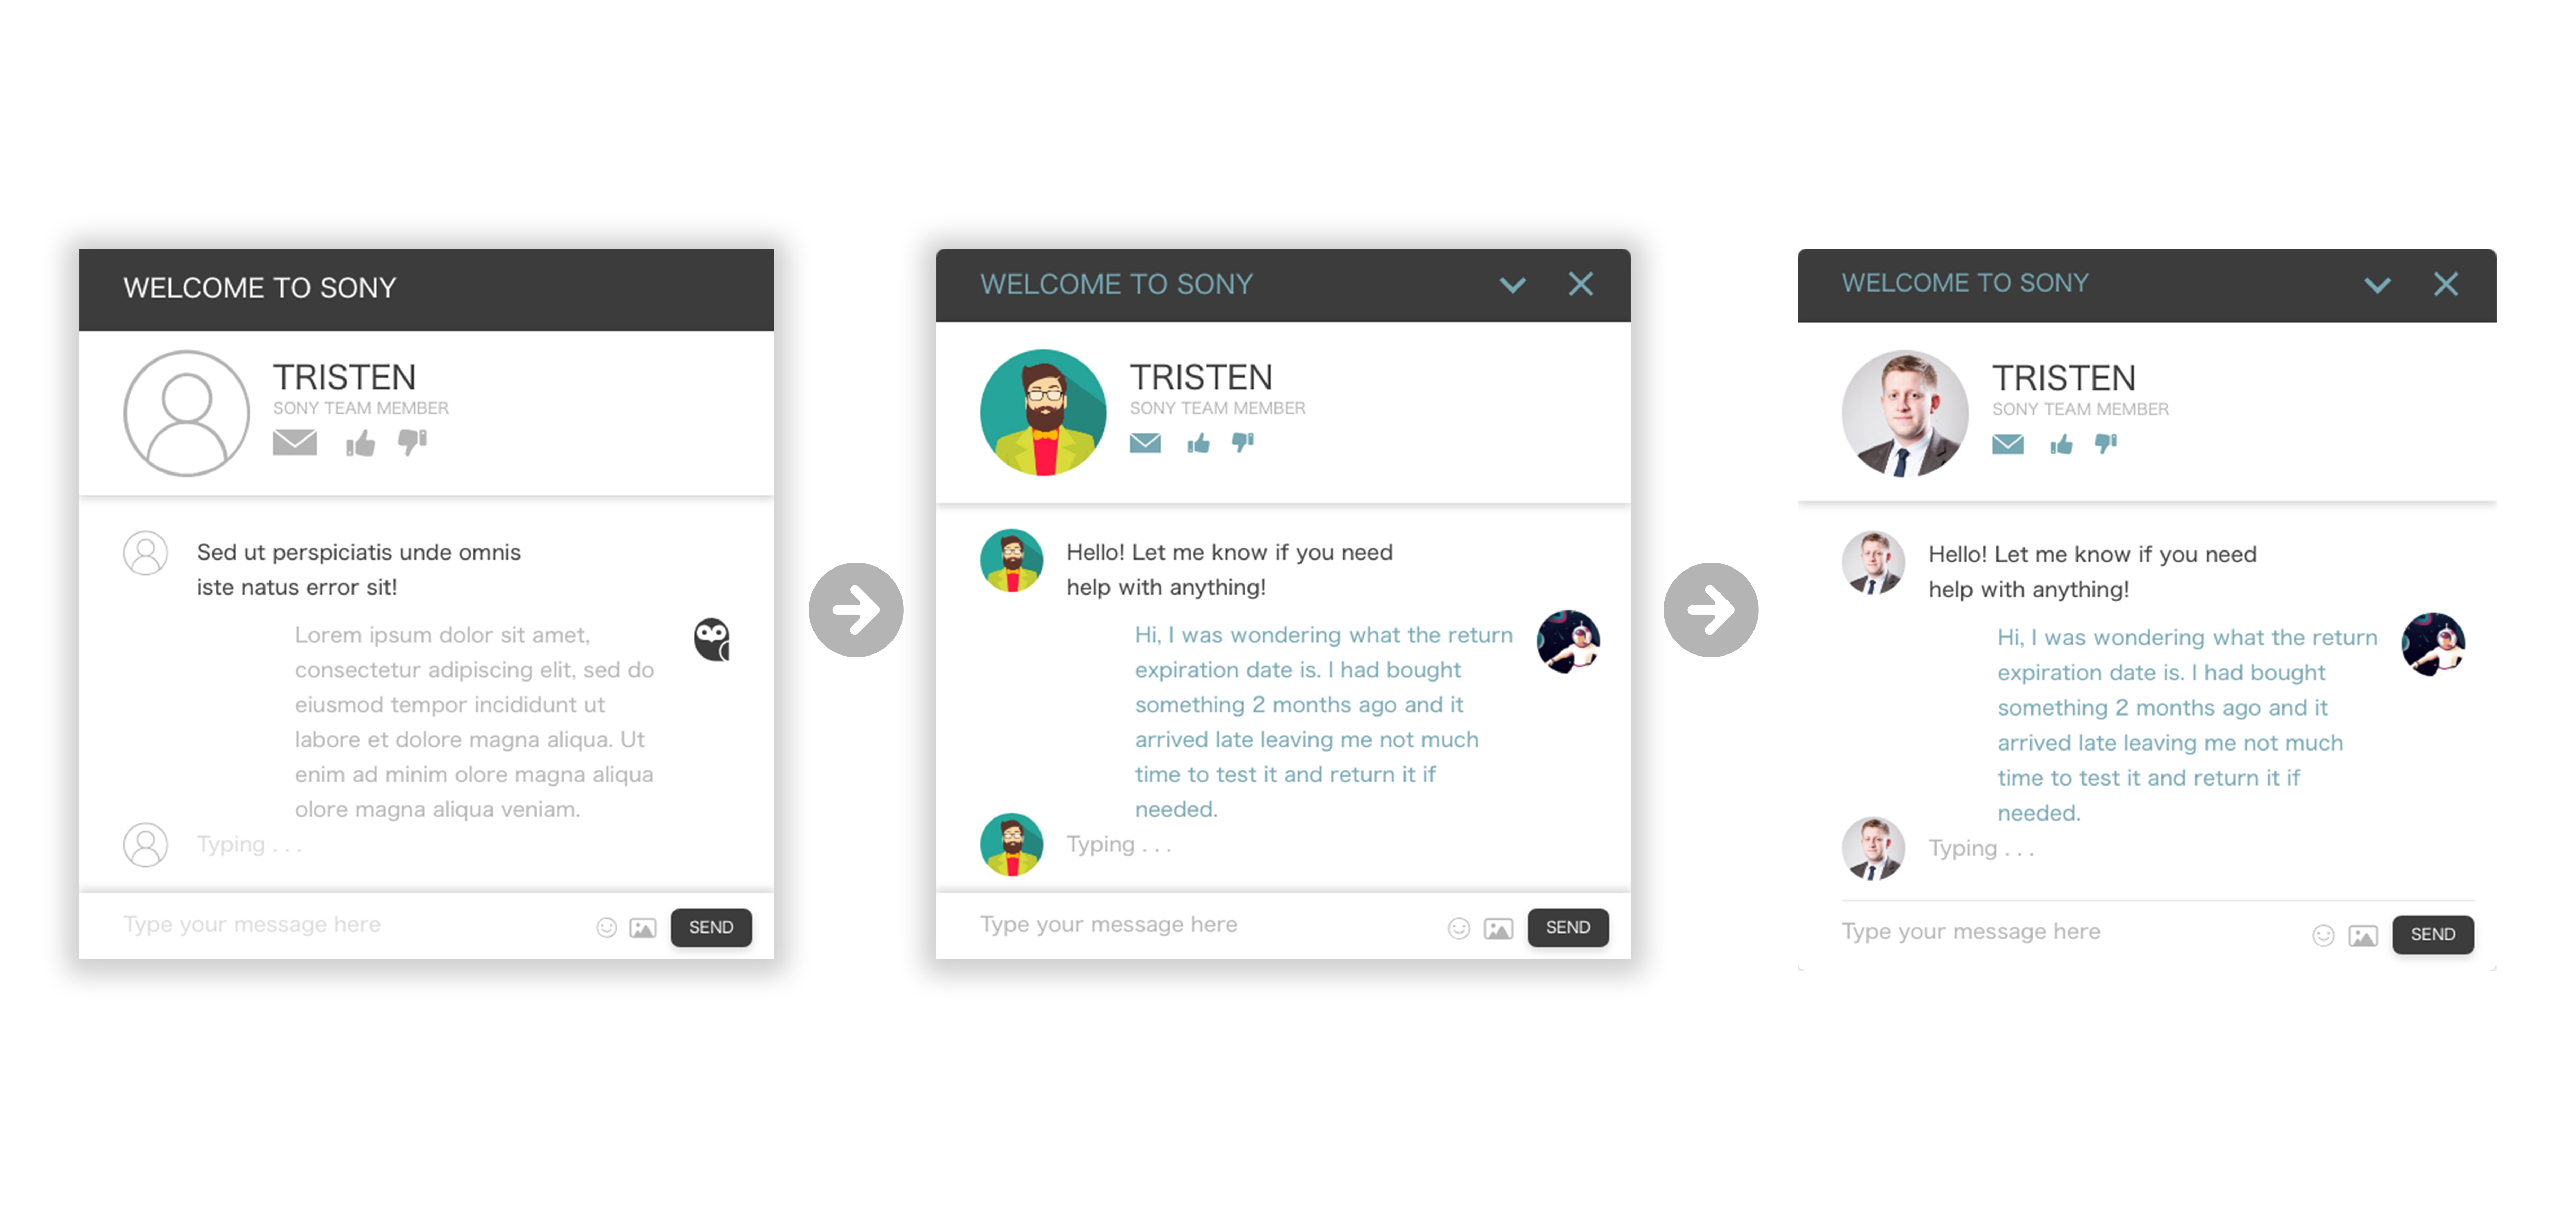 WELCOME TO SONY
TRISTEN
SONY TEAM MEMBER
Sed ut perspiciatis unde omnis
iste natus error sit!
Lorem ipsum dolor sit amet,
consectetur adipiscing elit, sed do
eiusmod tempor incididunt ut
labore et dolore magna aliqua. Ut
enim ad minim olore magna aliqua
olore magna aliqua veniam.
Typing . . .
Type your message here
SEND
WELCOME TO SONY
TRISTEN
SONY TEAM MEMBER
Hello! Let me know if you need
help with anything!
Hi, I was wondering what the return
expiration date is. I had bought
something 2 months ago and it
arrived late leaving me not much
time to test it and return it if
needed.
Typing . . .
Type your message here
SEND
WELCOME TO SONY
TRISTEN
SONY TEAM MEMBER
Hello! Let me know if you need
help with anything!
Hi, I was wondering what the return
expiration date is. I had bought
something 2 months ago and it
arrived late leaving me not much
time to test it and return it if
needed.
Typing . . .
Type your message here
SEND